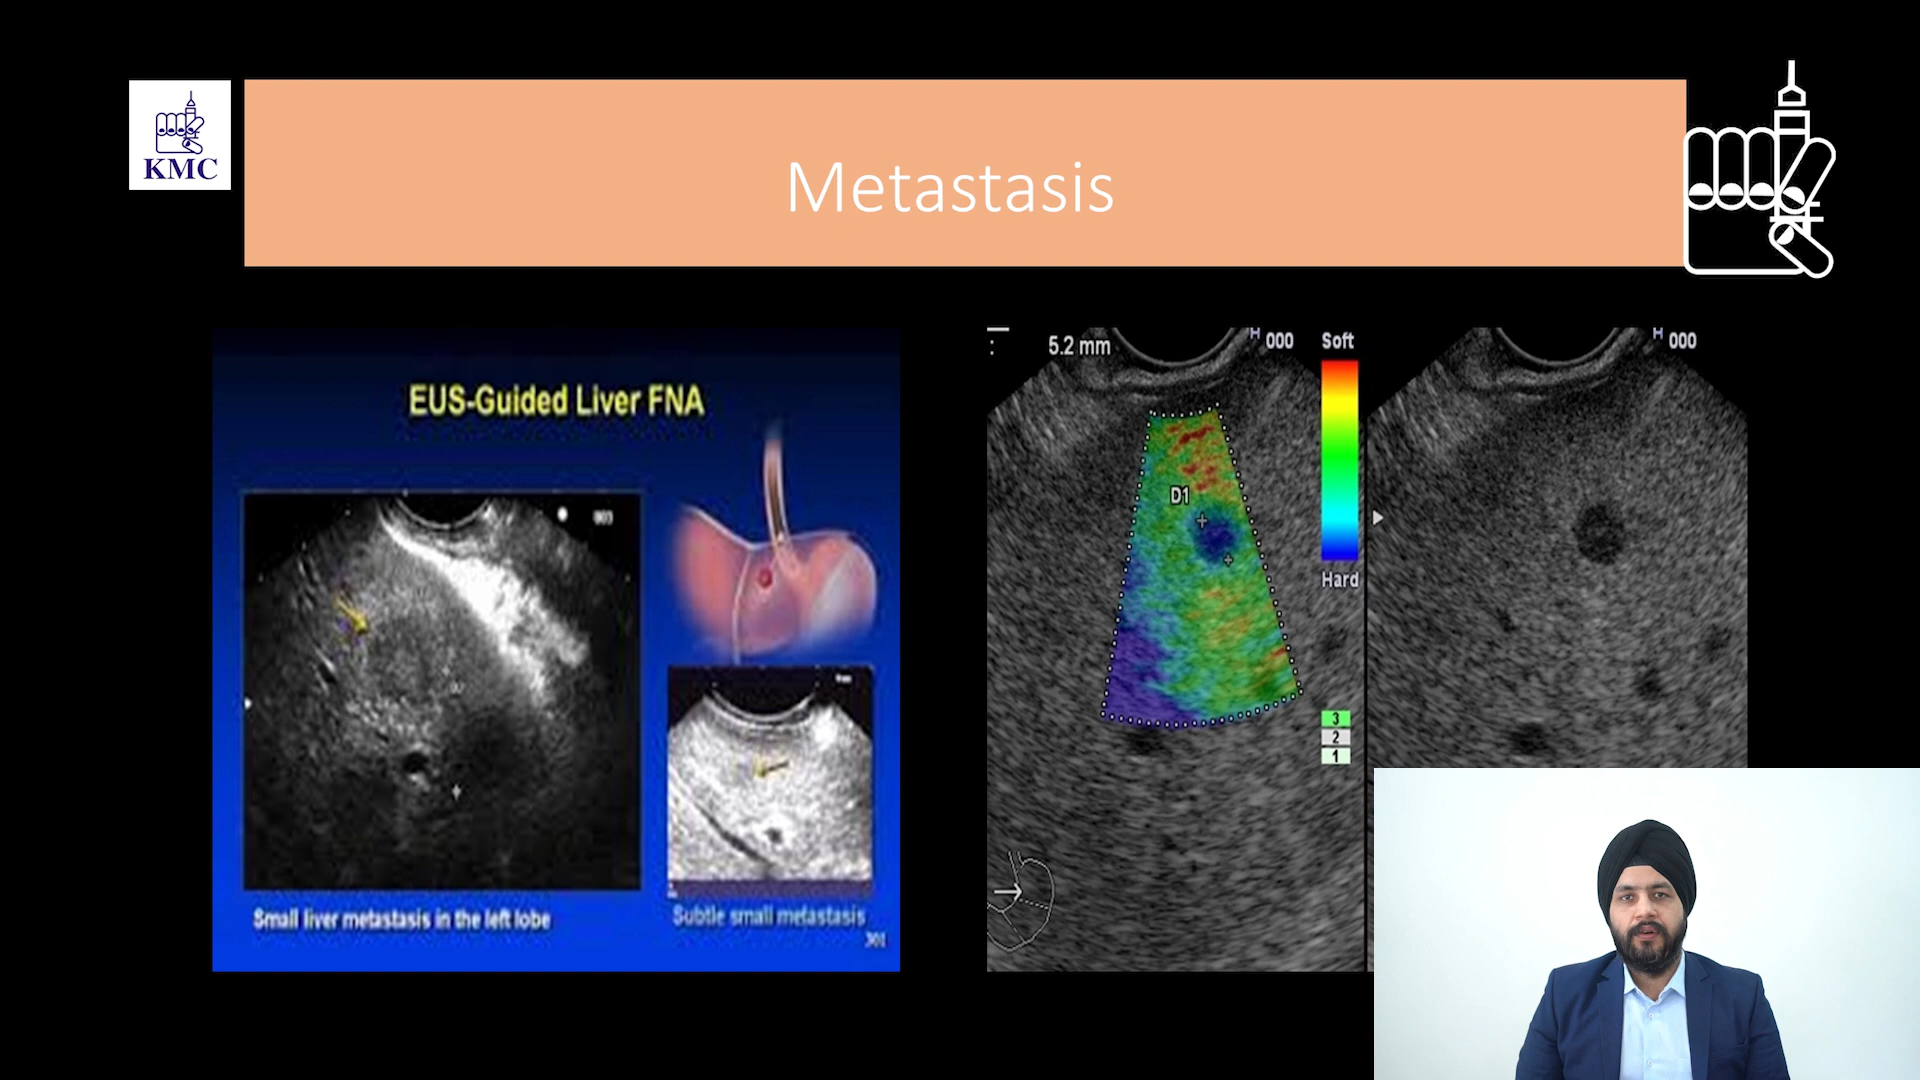 KMC
Metastasis
EUS-Guided Liver FNA
Small liver metastasis in the left lobe
Subtle small metastasis
301
5.2 mm
H 000
Soft
D1
Hard
3
2
1
H 000